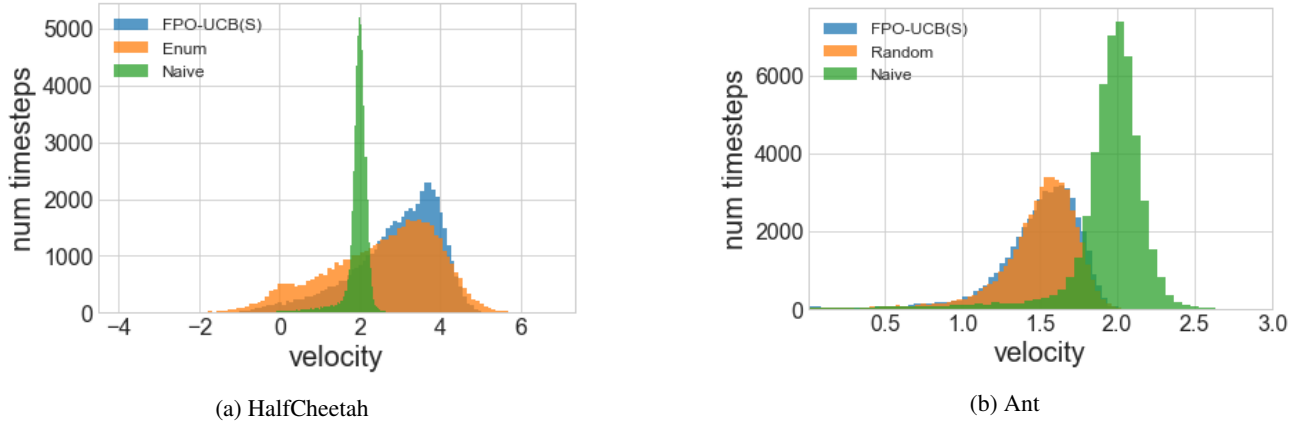 FPO-UCB(S)
Enum
Naive
5000
4000
3000
2000
1000
0
num timesteps
−4 −2 0 2 4 6
velocity
(a) HalfCheetah
FPO-UCB(S)
Random
Naive
6000
4000
2000
0
num timesteps
0.5 1.0 1.5 2.0 2.5 3.0
velocity
(b) Ant